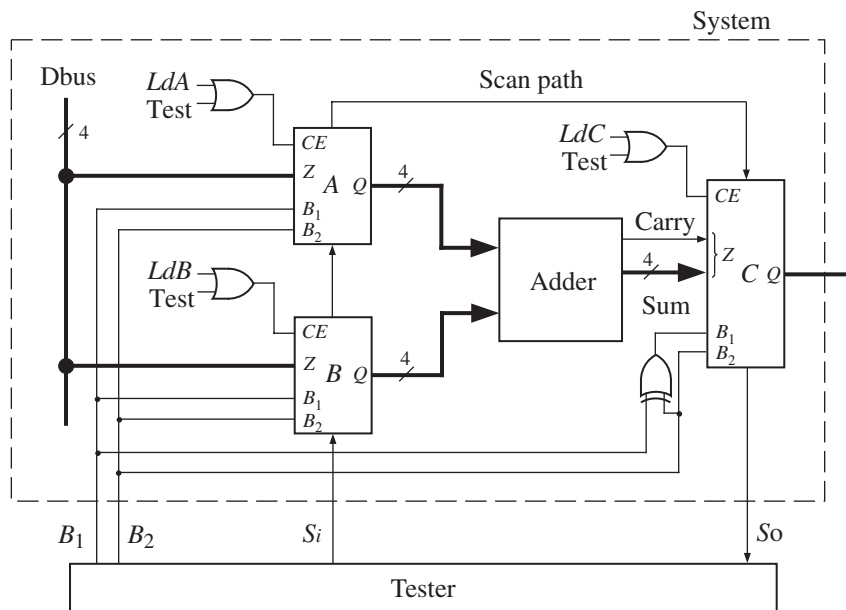 System
Dbus
4
LdA
Test
CE
Z
A
Q
B1
B2
4
Scan path
LdC
Test
CE
Carry
Z
C
Q
4
Sum
B1
B2
Adder
LdB
Test
CE
Z
B
Q
B1
B2
4
B1
B2
Si
So
Tester